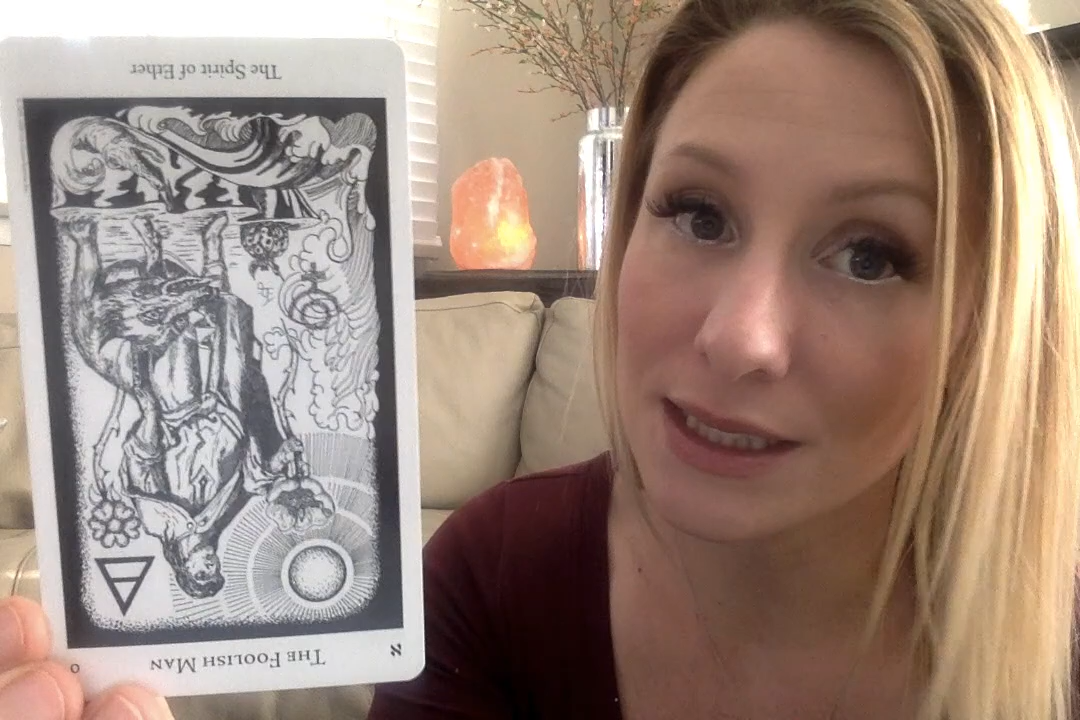 א THE FOOLISH MAN 0
The Spirit of Ether